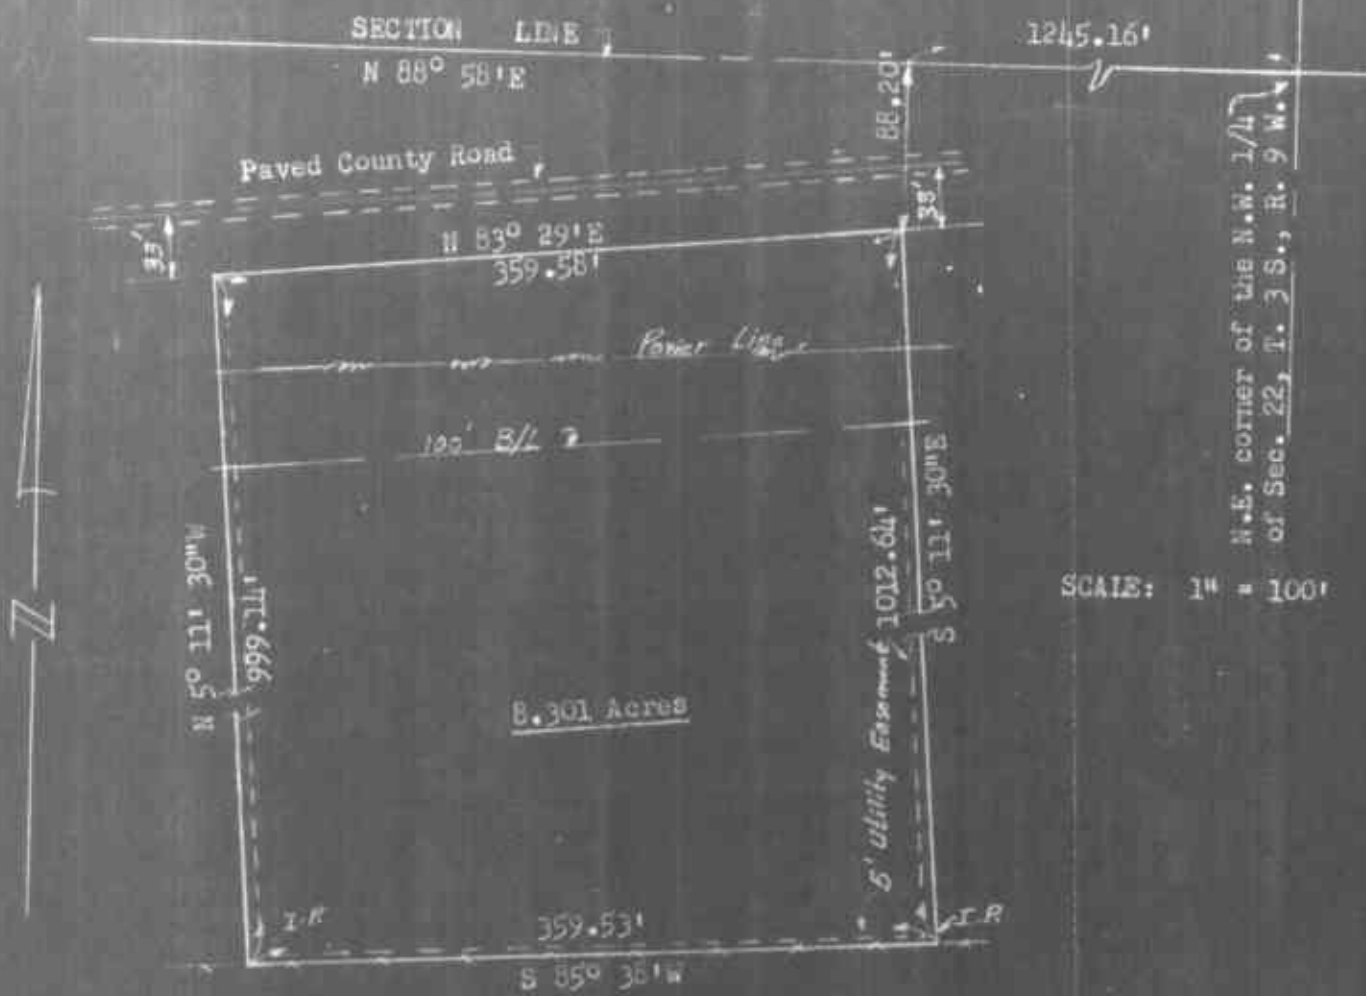 SECTION LINE
N 88° 58'E
1245.16'
88.20'
Paved County Road
33'
33'
N 83° 29'E
359.58'
Power Line
100' B/L
N 5° 11' 30"W
999.14'
5' Utility Easement 1012.64'
S 5° 11' 30"E
N.E. corner of the N.W. 1/4
of Sec. 22, T. 3 S., R. 9 W.
SCALE: 1" = 100'
8.301 Acres
I.P.
359.53'
I.P.
S 85° 38'W